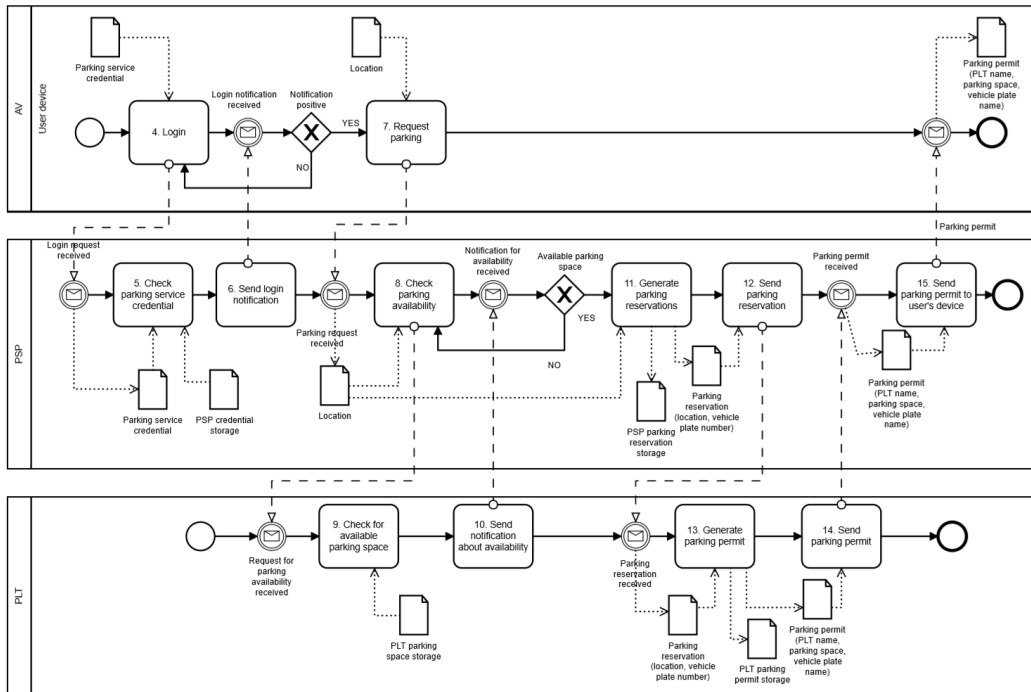 AV
User device
Parking service
credential
4. Login
Login notification
received
Notification
positive
YES
NO
Location
7. Request
parking
Parking permit
(PLT name,
parking space,
vehicle plate
name)
Parking permit
PSP
Login request
received
5. Check
parking service
credential
6. Send login
notification
Parking request
received
8. Check
parking
availability
Notification for
availability
received
Available parking
space
YES
NO
11. Generate
parking
reservations
12. Send
parking
reservation
Parking permit
received
15. Send
parking permit to
user's device
Parking service
credential
PSP credential
storage
Location
PSP parking
reservation
storage
Parking
reservation
(location, vehicle
plate number)
Parking permit
(PLT name,
parking space,
vehicle plate
name)
PLT
Request for
parking
availability
received
9. Check for
available
parking space
10. Send
notification
about availability
Parking
reservation
received
13. Generate
parking permit
14. Send
parking permit
PLT parking
space storage
Parking
reservation
(location, vehicle
plate number)
PLT parking
permit storage
Parking permit
(PLT name,
parking space,
vehicle plate
name)